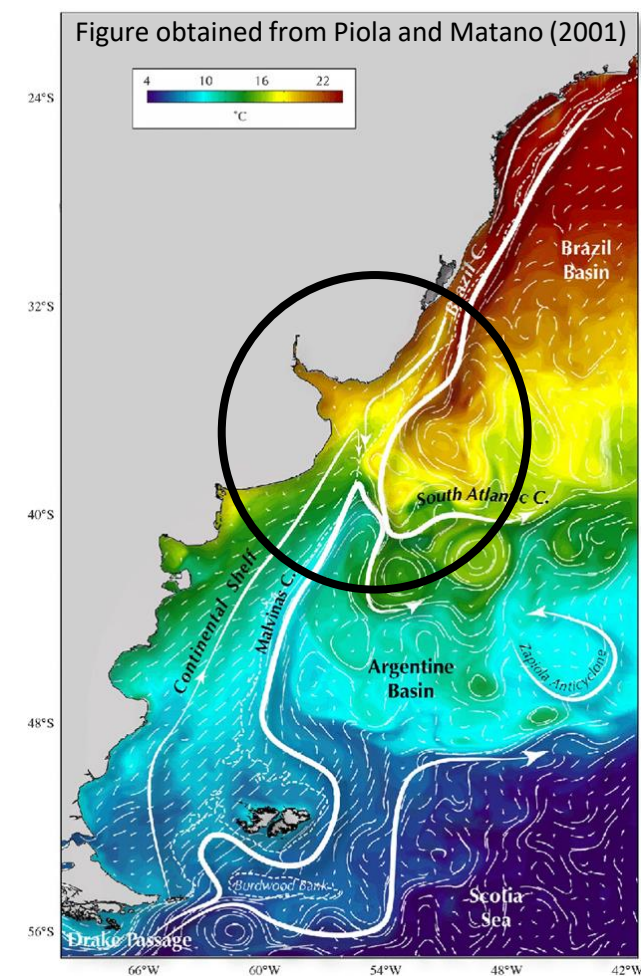 Figure obtained from Piola and Matano (2001)
4 10 16 22
°C
24°S
Brazil
Basin
Brazil C.
32°S
South Atlantic C.
40°S
Continental Shelf
Malvinas C.
Argentine
Basin
Zapiola Anticyclone
48°S
Burdwood Bank
Scotia
Sea
56°S
Drake Passage
66°W 60°W 54°W 48°W 42°W